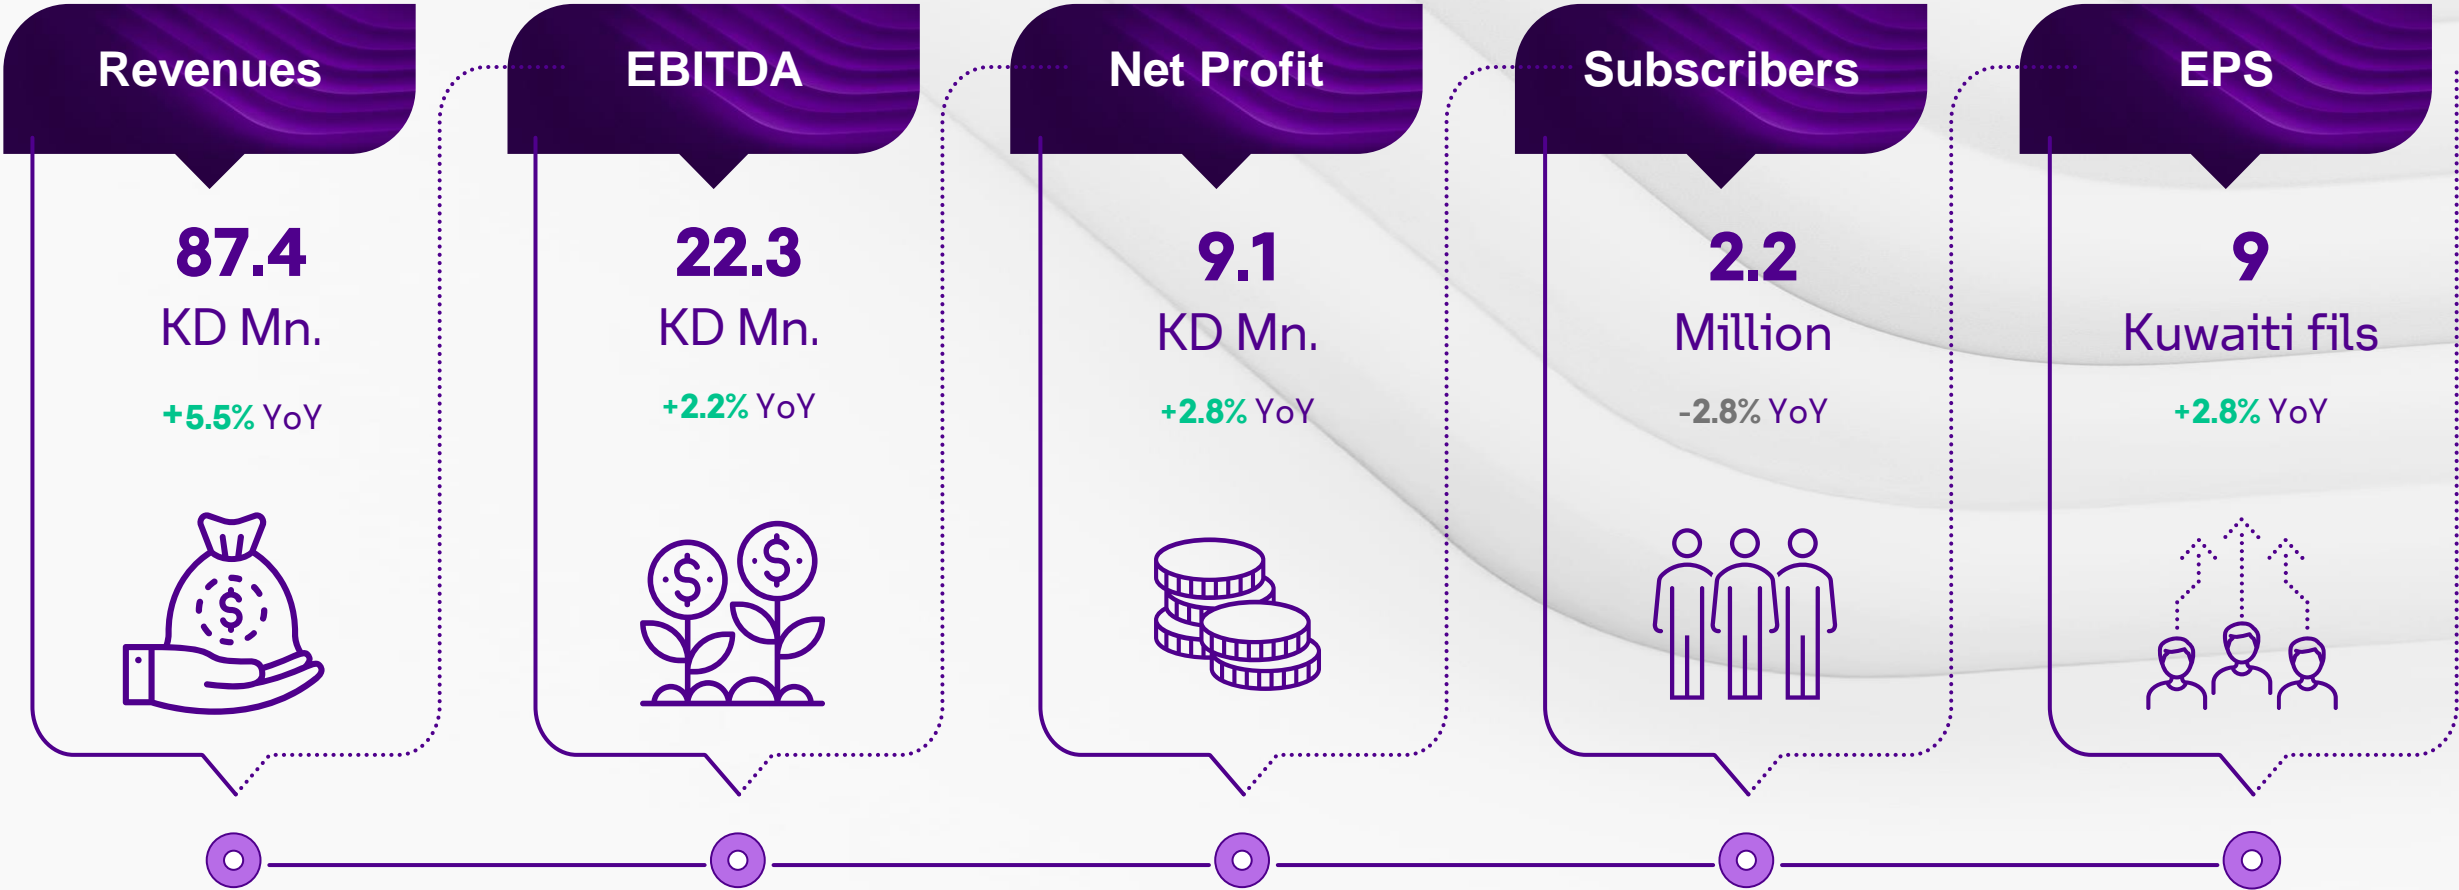 Revenues
87.4
KD Mn.
+5.5% YoY
EBITDA
22.3
KD Mn.
+2.2% YoY
Net Profit
9.1
KD Mn.
+2.8% YoY
Subscribers
2.2
Million
-2.8% YoY
EPS
9
Kuwaiti fils
+2.8% YoY